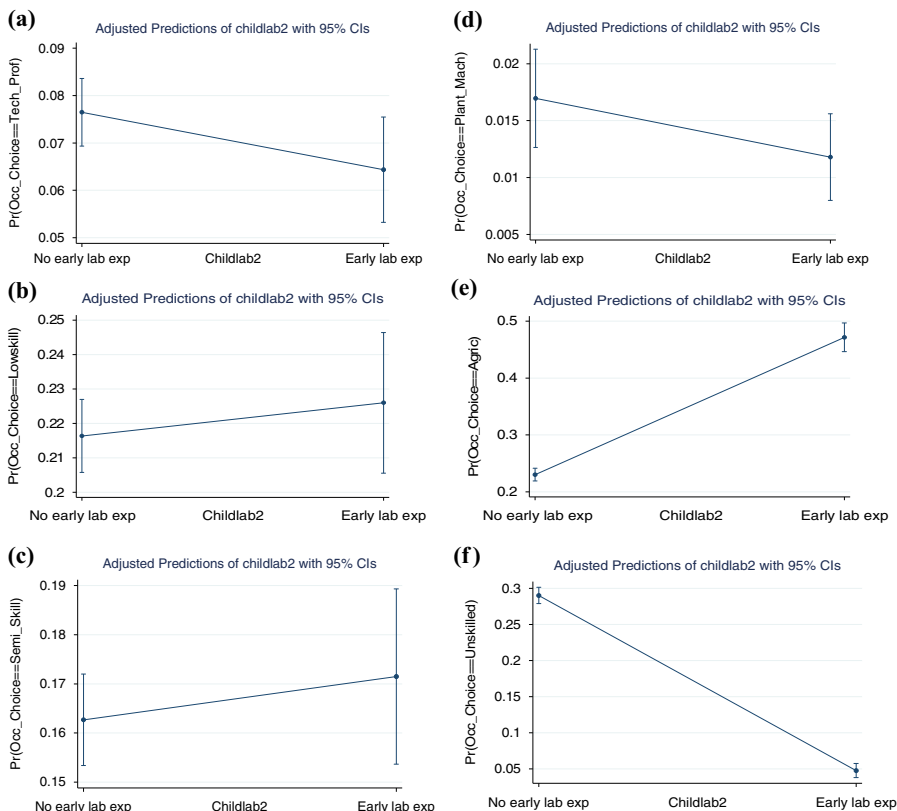 (a)
Adjusted Predictions of childlab2 with 95% CIs
Pr(Occ_Choice==Tech_Prof)
0.09
0.08
0.07
0.06
0.05
No early lab exp Childlab2 Early lab exp
(b)
Adjusted Predictions of childlab2 with 95% CIs
Pr(Occ_Choice==Lowskill)
0.25
0.24
0.23
0.22
0.21
0.2
No early lab exp Childlab2 Early lab exp
(c)
Adjusted Predictions of childlab2 with 95% CIs
Pr(Occ_Choice==Semi_Skill)
0.19
0.18
0.17
0.16
0.15
No early lab exp Childlab2 Early lab exp
(d)
Adjusted Predictions of childlab2 with 95% CIs
Pr(Occ_Choice==Plant_Mach)
0.02
0.015
0.01
0.005
No early lab exp Childlab2 Early lab exp
(e)
Adjusted Predictions of childlab2 with 95% CIs
Pr(Occ_Choice==Agric)
0.5
0.4
0.3
0.2
No early lab exp Childlab2 Early lab exp
(f)
Adjusted Predictions of childlab2 with 95% CIs
Pr(Occ_Choice==Unskilled)
0.3
0.25
0.2
0.15
0.1
0.05
No early lab exp Childlab2 Early lab exp